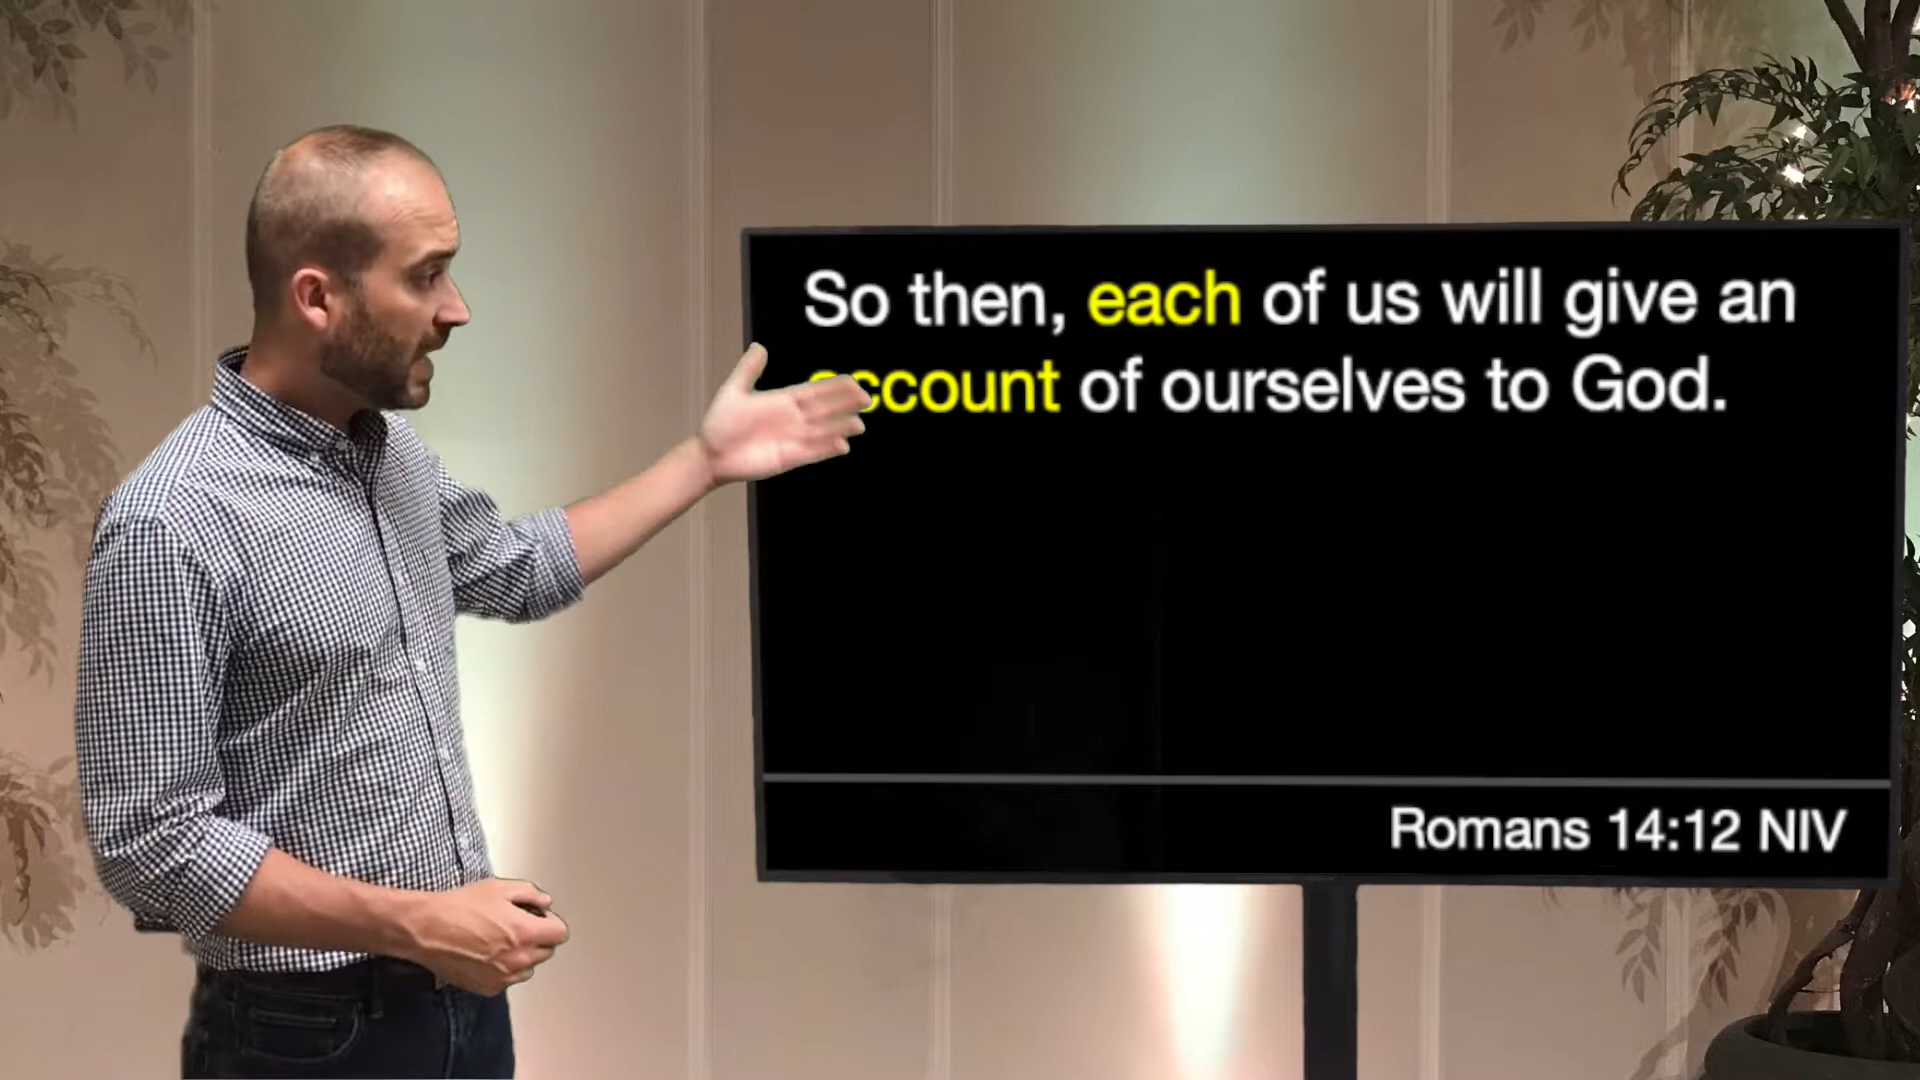 So then, each of us will give an
account of ourselves to God.
Romans 14:12 NIV